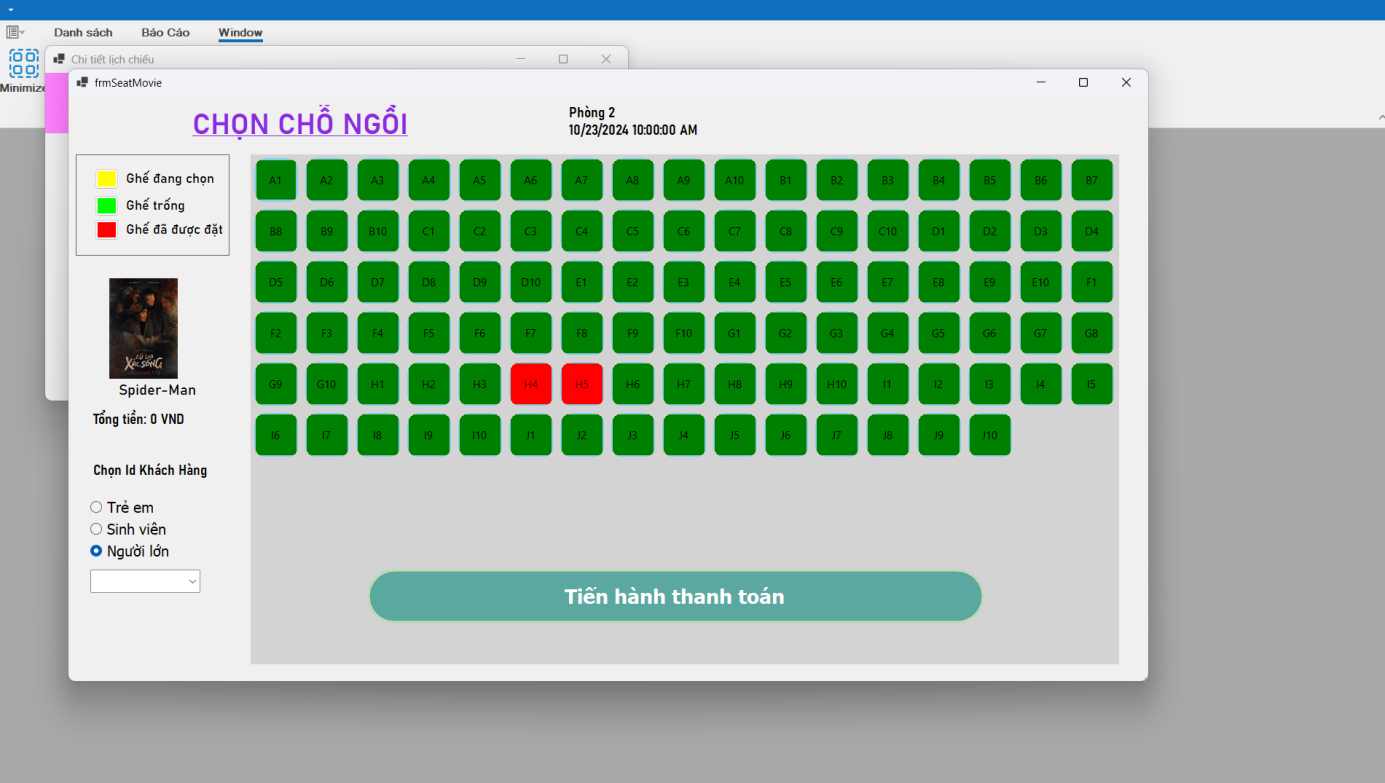 Danh sách Báo Cáo Window
Chi tiết lịch chiếu
Minimize
frmSeatMovie
CHỌN CHỖ NGỒI
Phòng 2
10/23/2024 10:00:00 AM
Ghế đang chọn
Ghế trống
Ghế đã được đặt
A1 A2 A3 A4 A5 A6 A7 A8 A9 A10 B1 B2 B3 B4 B5 B6 B7
B8 B9 B10 C1 C2 C3 C4 C5 C6 C7 C8 C9 C10 D1 D2 D3 D4
D5 D6 D7 D8 D9 D10 E1 E2 E3 E4 E5 E6 E7 E8 E9 E10 F1
F2 F3 F4 F5 F6 F7 F8 F9 F10 G1 G2 G3 G4 G5 G6 G7 G8
G9 G10 H1 H2 H3 H4 H5 H6 H7 H8 H9 H10 I1 I2 I3 I4 I5
I6 I7 I8 I9 I10 J1 J2 J3 J4 J5 J6 J7 J8 J9 J10
XÁC SỐNG
Spider-Man
Tổng tiền: 0 VND
Chọn Id Khách Hàng
Trẻ em
Sinh viên
Người lớn
Tiến hành thanh toán